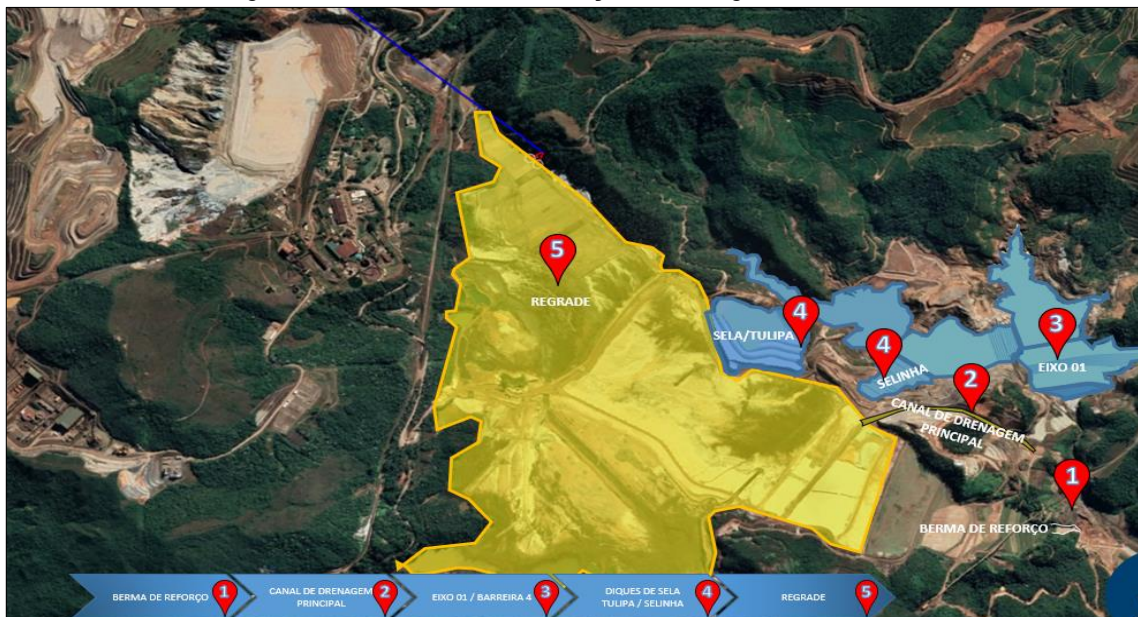 5
REGRADE
4
SELA/TULIPA
4
SELINHA
3
EIXO 01
2
CANAL DE DRENAGEM
PRINCIPAL
1
BERMA DE REFORÇO
BERMA DE REFORÇO 1
CANAL DE DRENAGEM
PRINCIPAL 2
EIXO 01 / BARREIRA 4 3
DIQUES DE SELA
TULIPA / SELINHA 4
REGRADE 5